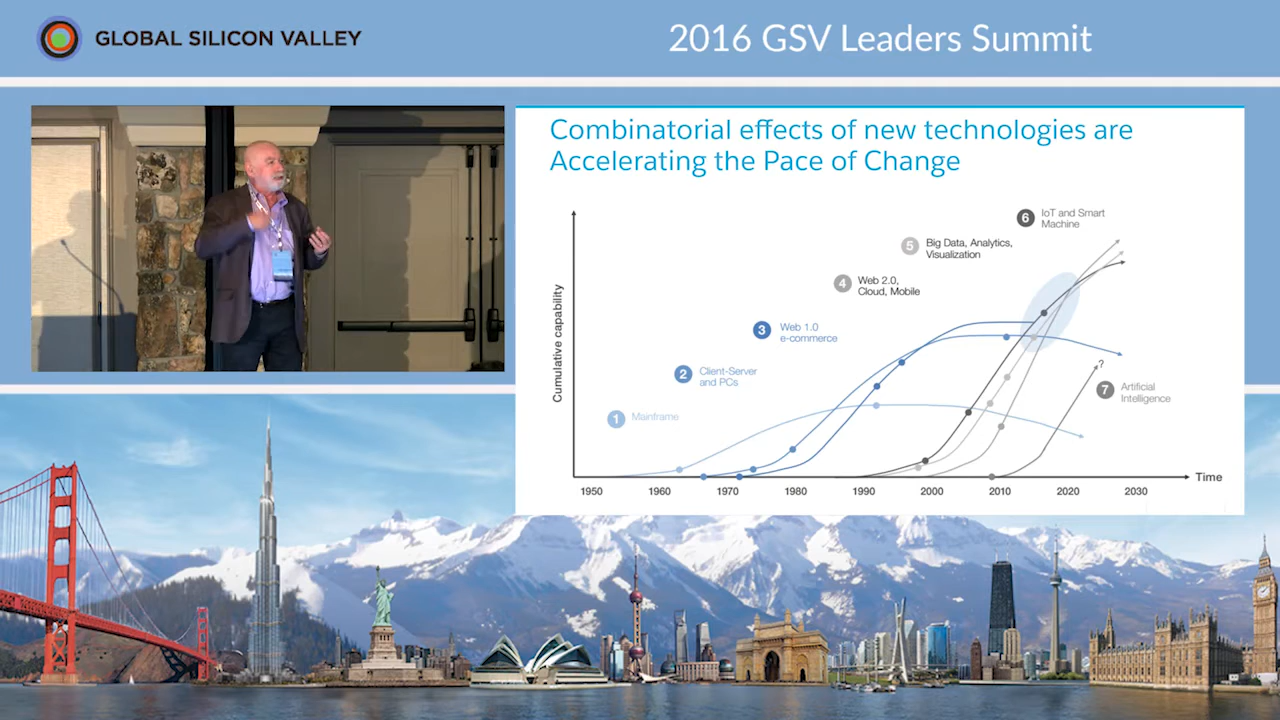 GLOBAL SILICON VALLEY
2016 GSV Leaders Summit
Combinatorial effects of new technologies are
Accelerating the Pace of Change
6
IoT and Smart
Machine
5
Big Data, Analytics,
Visualization
4
Web 2.0,
Cloud, Mobile
3
Web 1.0
e-commerce
2
Client-Server
and PCs
1
Mainframe
?
7
Artificial
Intelligence
Cumulative capability
Time
1950 1960 1970 1980 1990 2000 2010 2020 2030